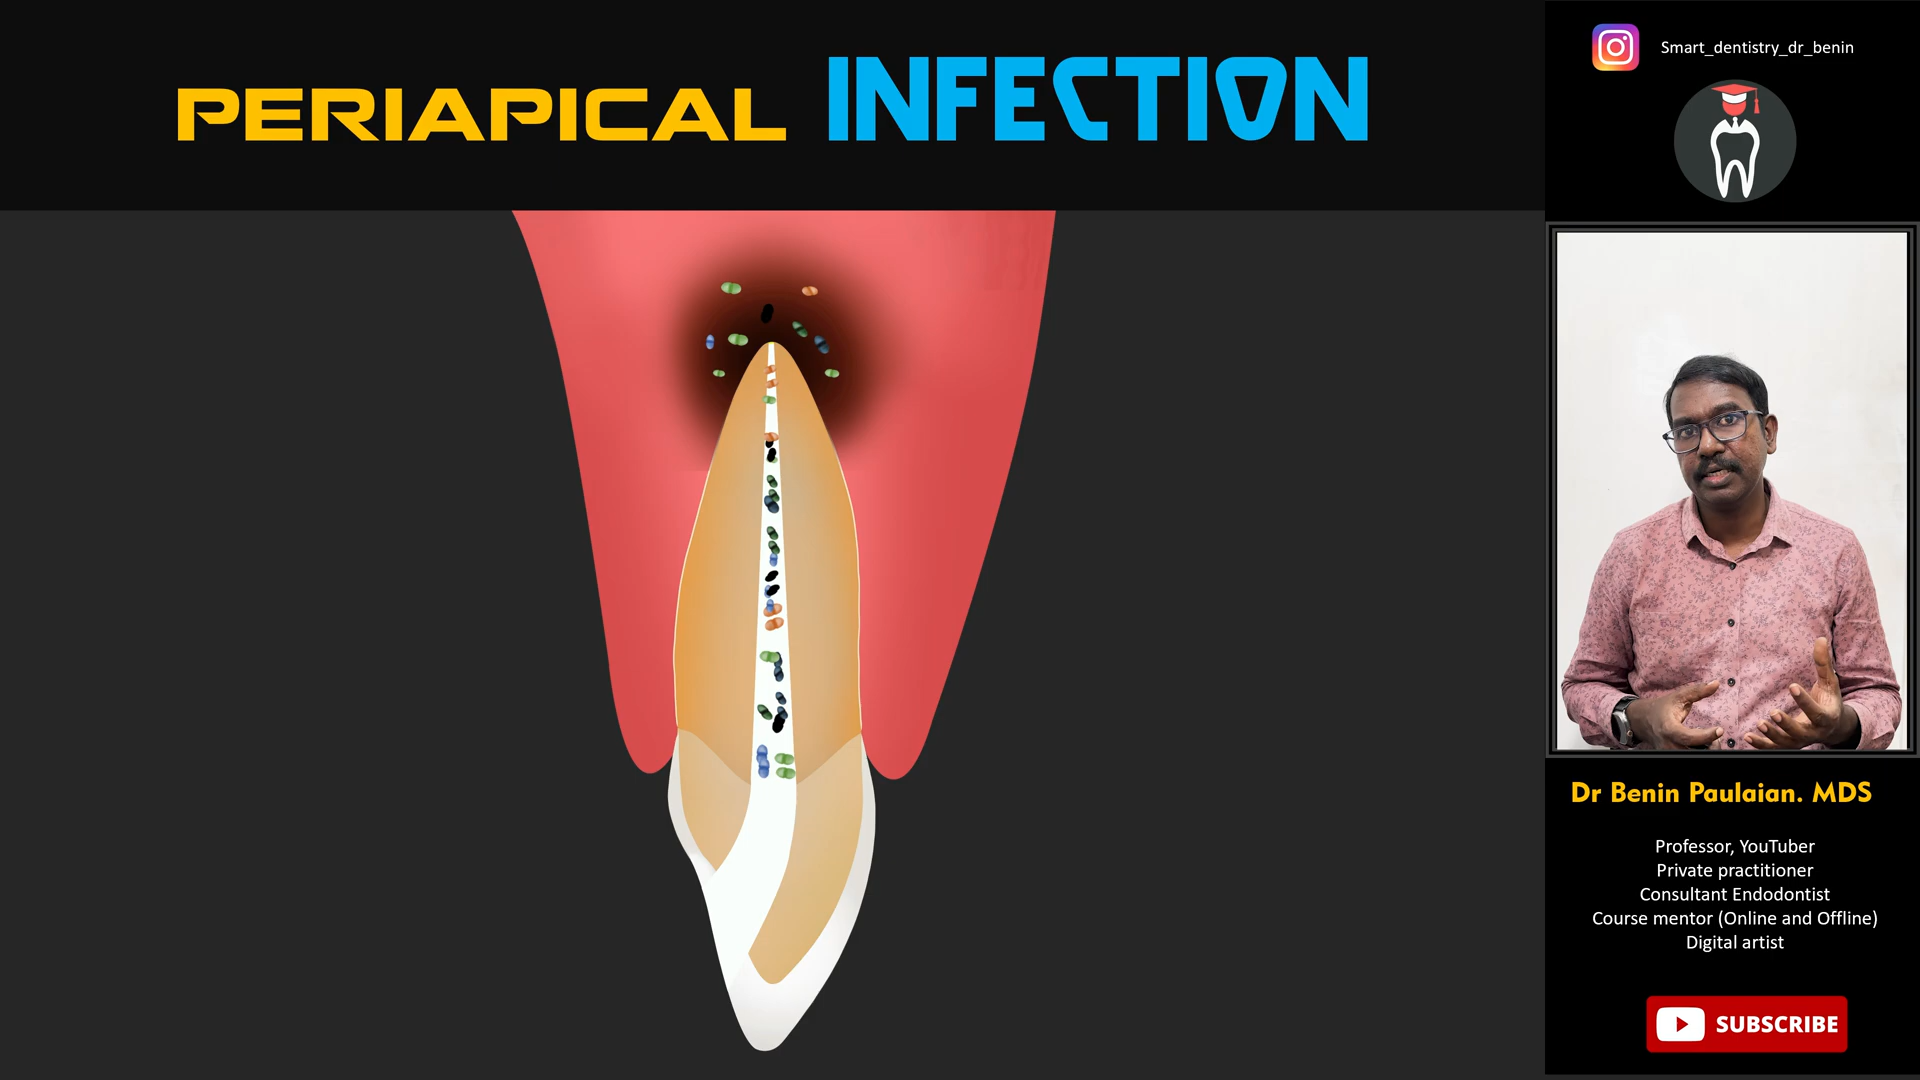 PERIAPICAL INFECTION
Smart_dentistry_dr_benin
Dr Benin Paulaian. MDS
Professor, YouTuber
Private practitioner
Consultant Endodontist
Course mentor (Online and Offline)
Digital artist
SUBSCRIBE